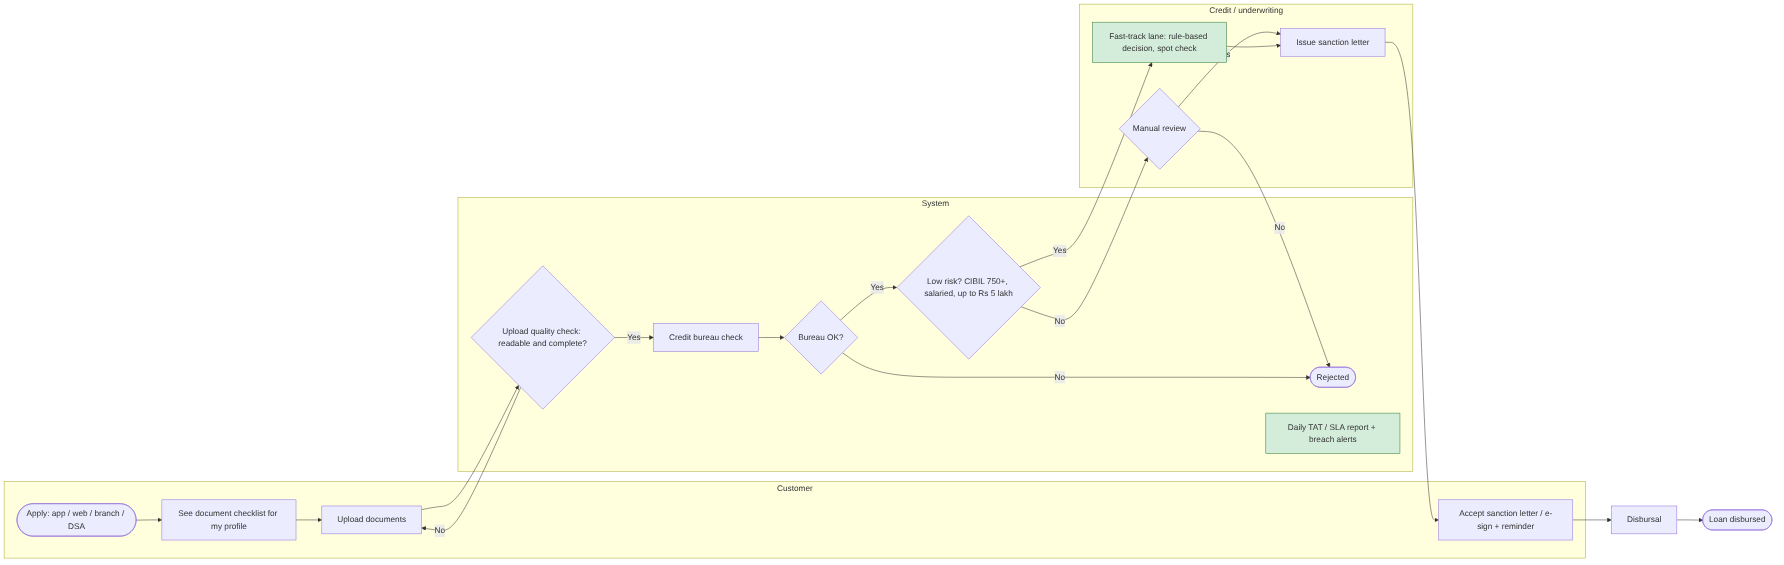 Credit / underwriting
Fast-track lane: rule-based
decision, spot check
Issue sanction letter
Manual review
No
System
Low risk? CIBIL 750+,
salaried, up to Rs 5 lakh
Yes
No
Yes
Upload quality check:
readable and complete?
Yes
Credit bureau check
Bureau OK?
No
Rejected
Daily TAT / SLA report +
breach alerts
Customer
Apply: app / web / branch /
DSA
See document checklist for
my profile
Upload documents
No
Accept sanction letter / e-
sign + reminder
Disbursal
Loan disbursed